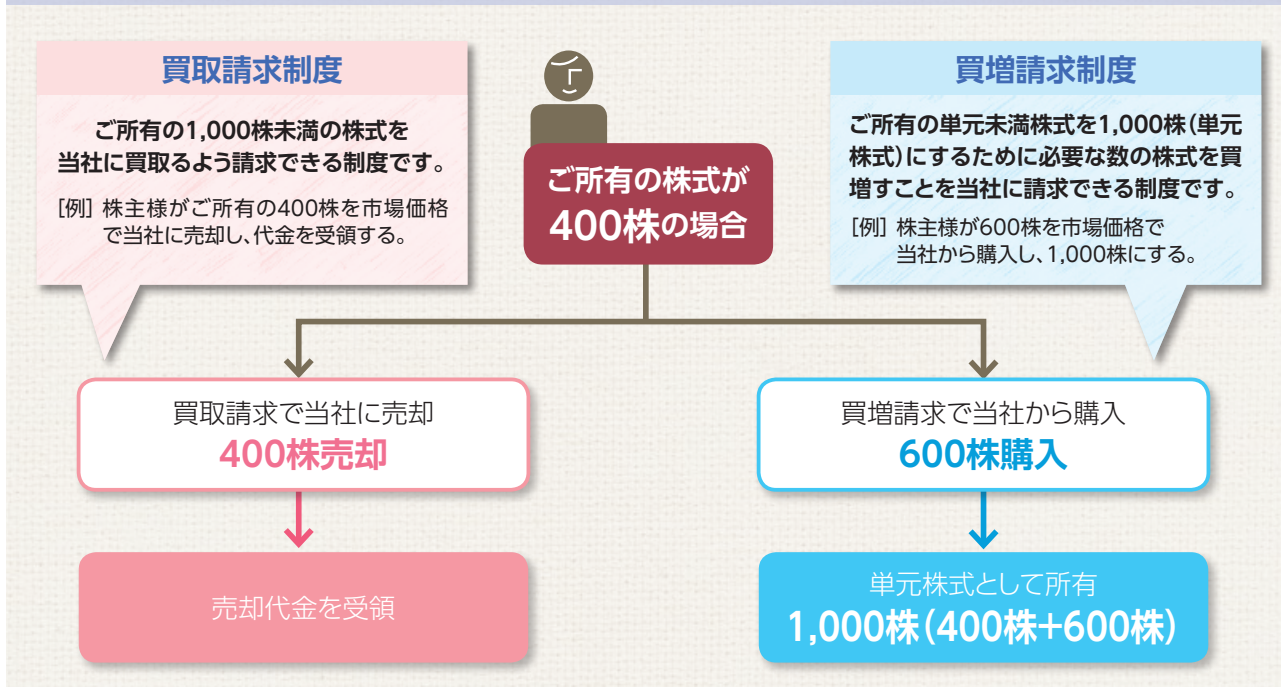 買取請求制度
ご所有の1,000株未満の株式を
当社に買取るよう請求できる制度です。
[例] 株主様がご所有の400株を市場価格
で当社に売却し、代金を受領する。
ご所有の株式が
400株の場合
買増請求制度
ご所有の単元未満株式を1,000株(単元
株式)にするために必要な数の株式を買
増すことを当社に請求できる制度です。
[例] 株主様が600株を市場価格で
当社から購入し、1,000株にする。
買取請求で当社に売却
400株売却
売却代金を受領
買増請求で当社から購入
600株購入
単元株式として所有
1,000株(400株+600株)